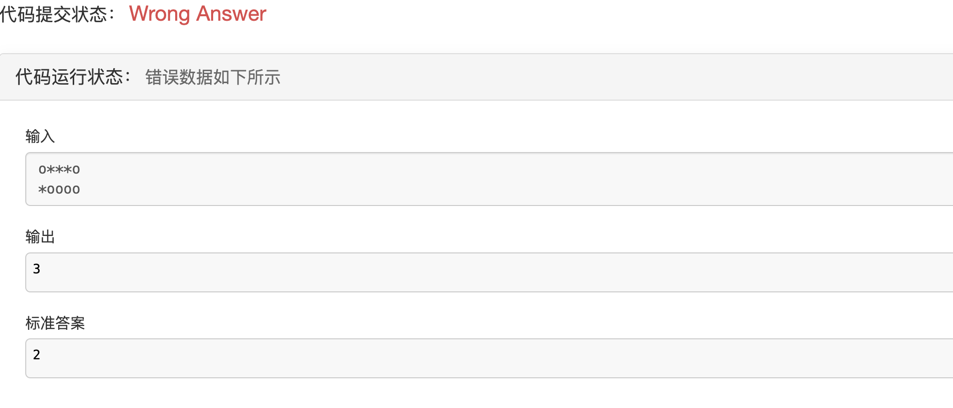 代码提交状态： Wrong Answer
代码运行状态： 错误数据如下所示
输入
o***o
*oooo
输出
3
标准答案
2